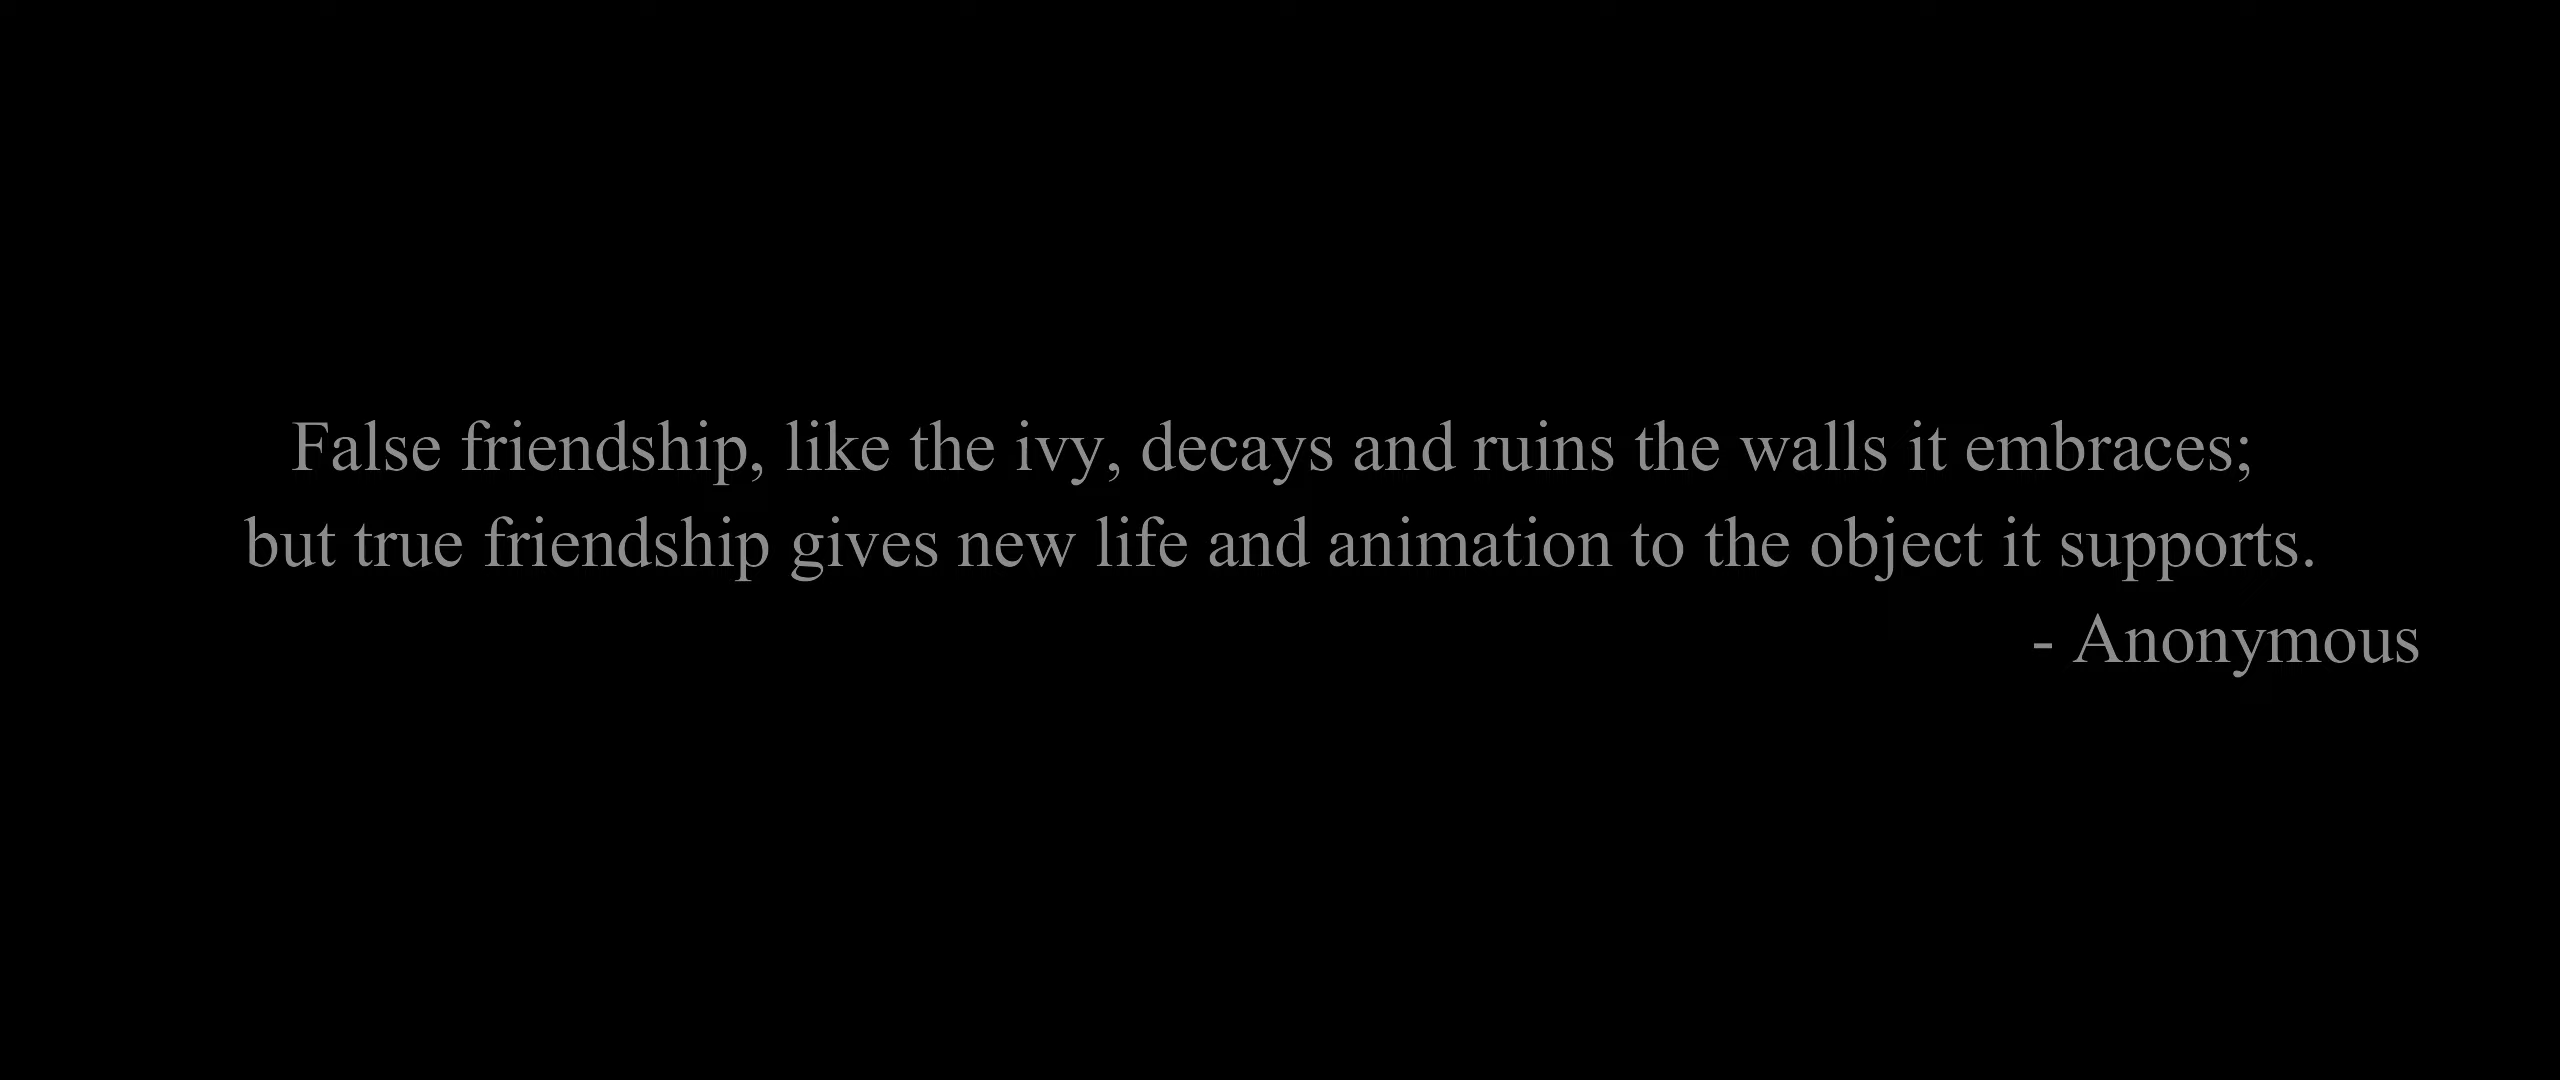 False friendship, like the ivy, decays and ruins the walls it embraces;
but true friendship gives new life and animation to the object it supports.
- Anonymous